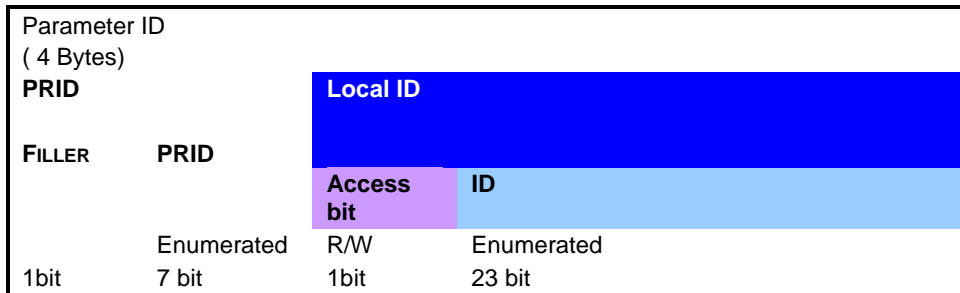 Parameter ID
( 4 Bytes)
PRID Local ID
FILLER PRID
Access bit ID
Enumerated R/W Enumerated
1bit 7 bit 1bit 23 bit